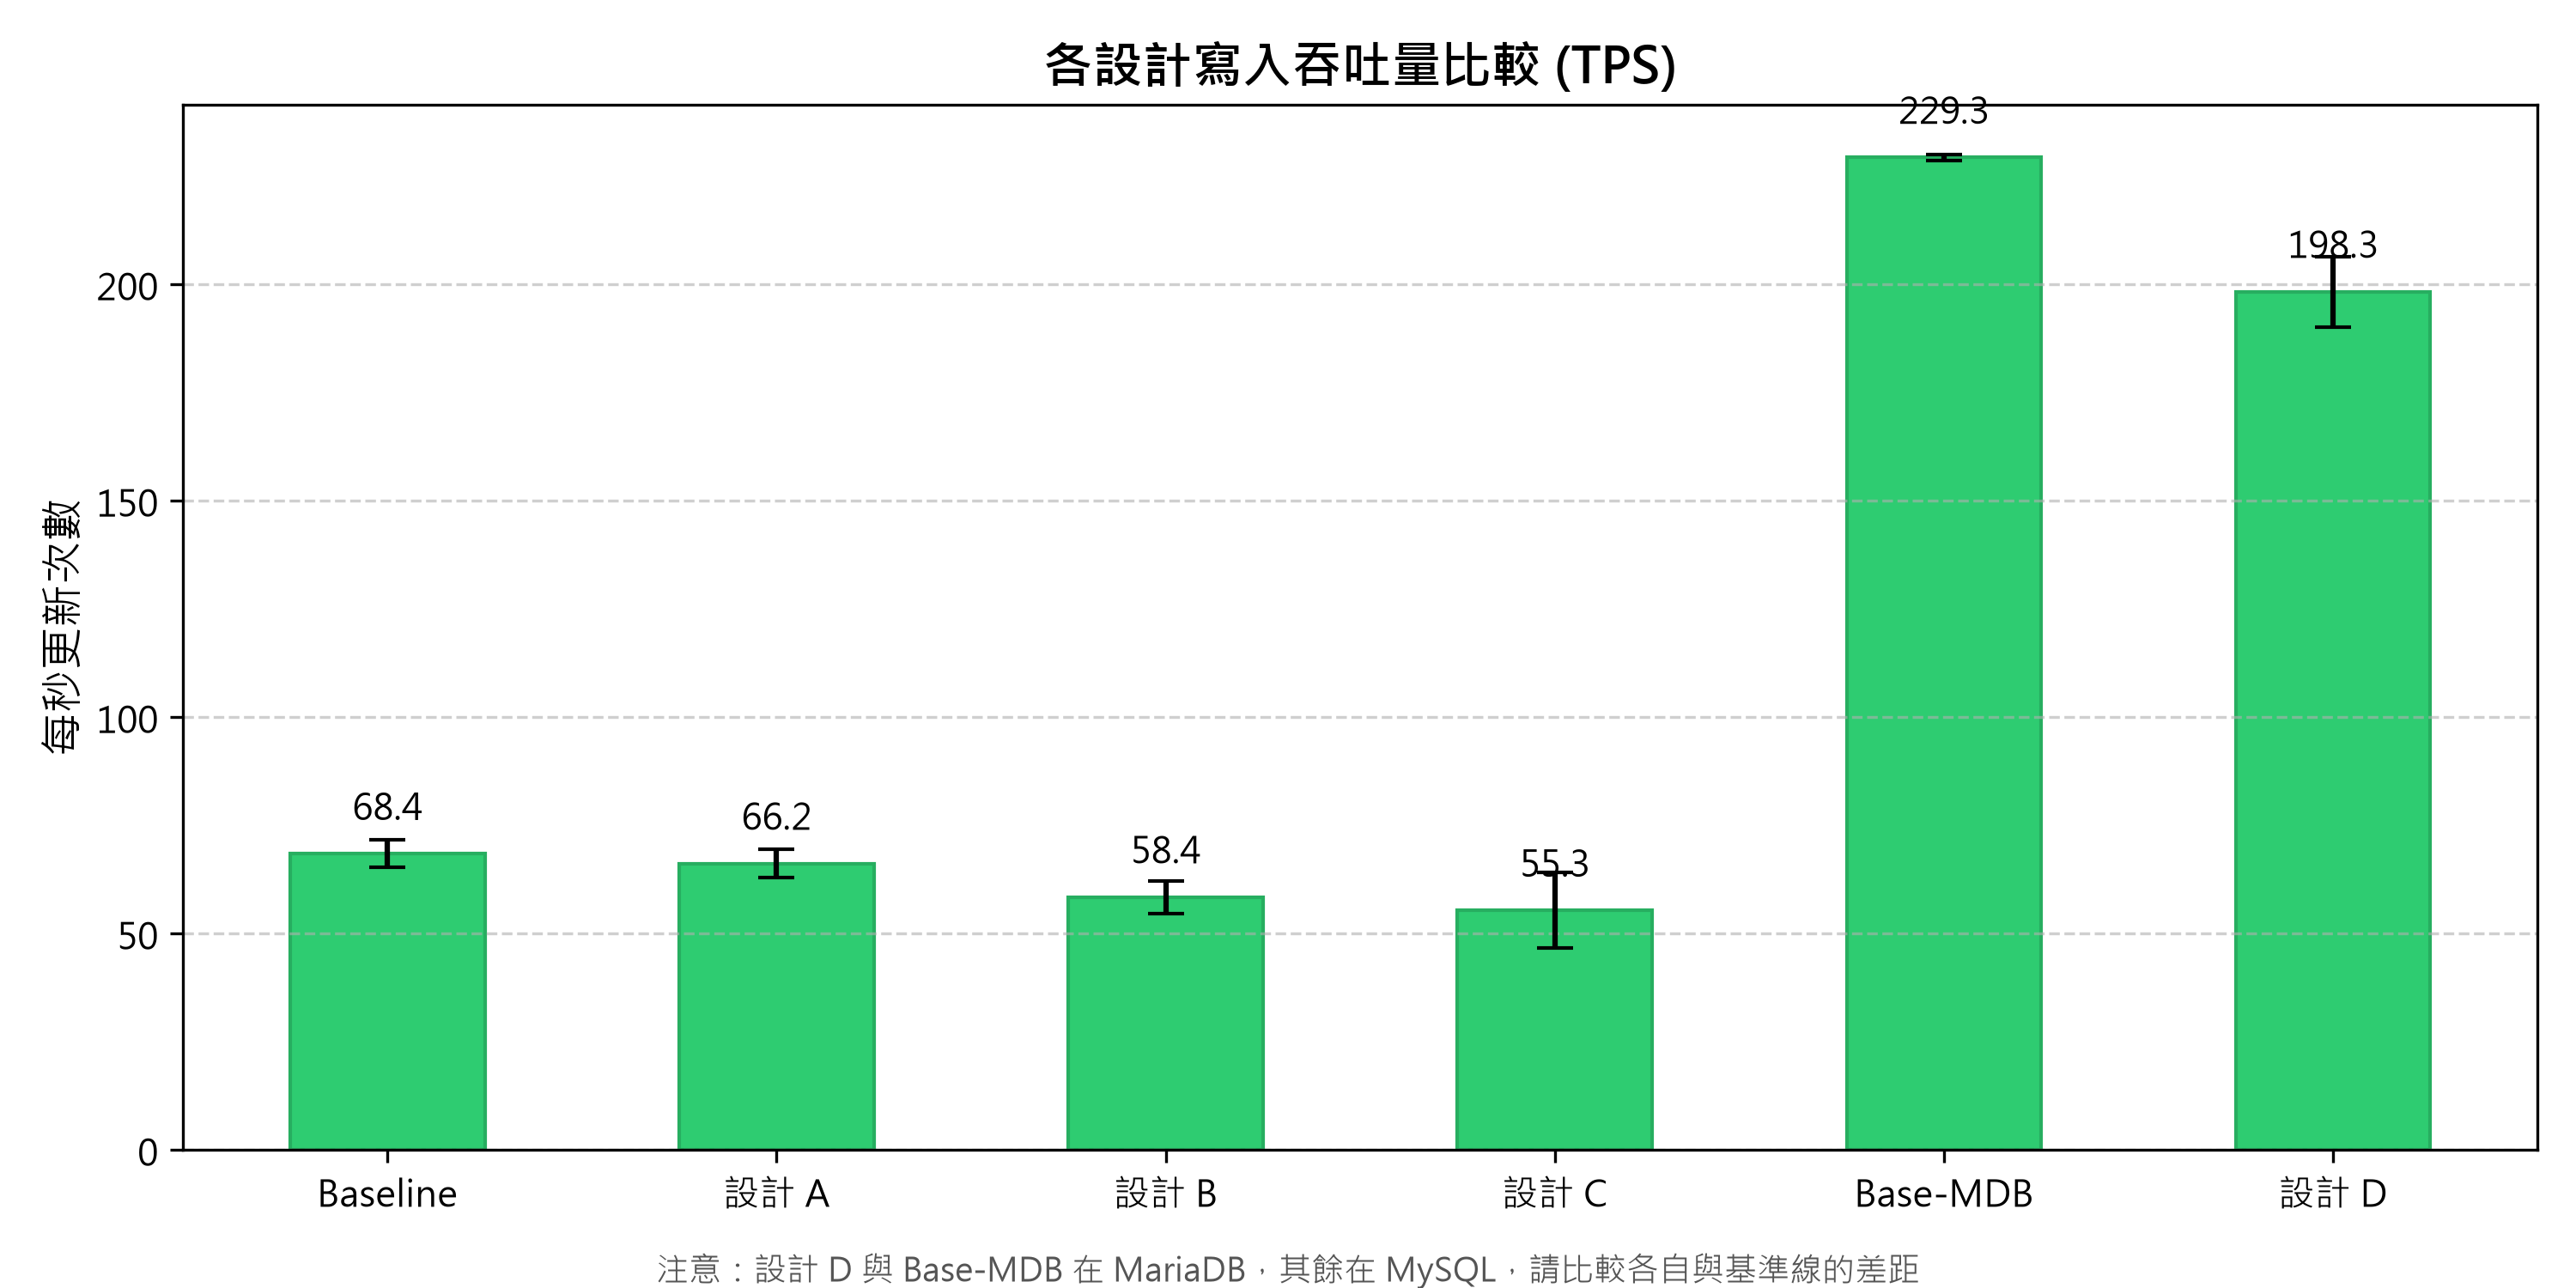 各設計寫入吞吐量比較 (TPS)
每秒更新次數
200
150
100
50
0
68.4
66.2
58.4
55.3
229.3
198.3
Baseline
設計 A
設計 B
設計 C
Base-MDB
設計 D
注意：設計 D 與 Base-MDB 在 MariaDB，其餘在 MySQL，請比較各自與基準線的差距